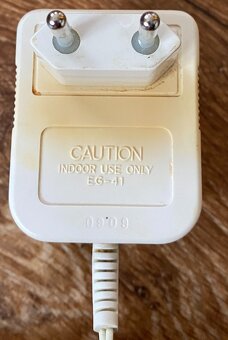 CAUTION
INDOOR USE ONLY
EG-41
0809